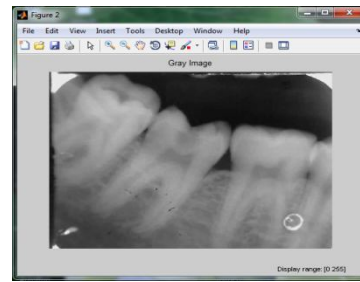 Figure 2
File Edit View Insert Tools Desktop Window Help
Gray Image
Display range: [0 255]